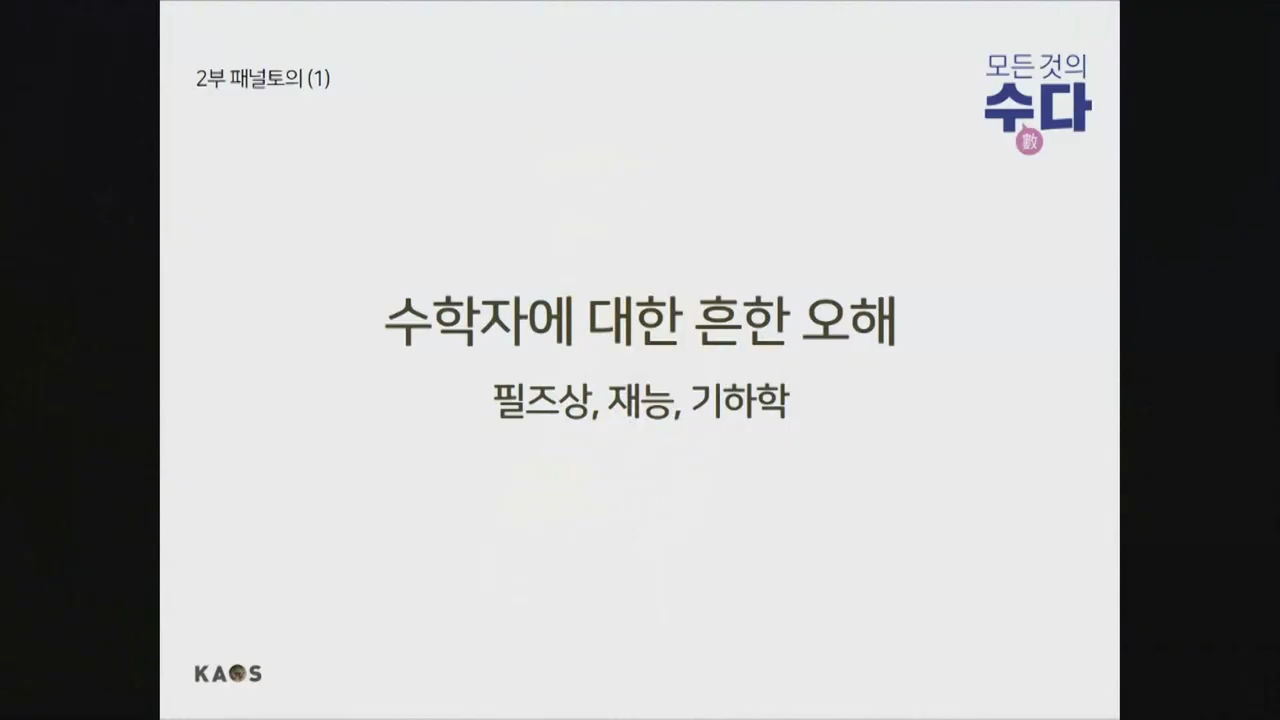 2부 패널토의 (1)
모든 것의
수다
數
수학자에 대한 흔한 오해
필즈상, 재능, 기하학
KAOS